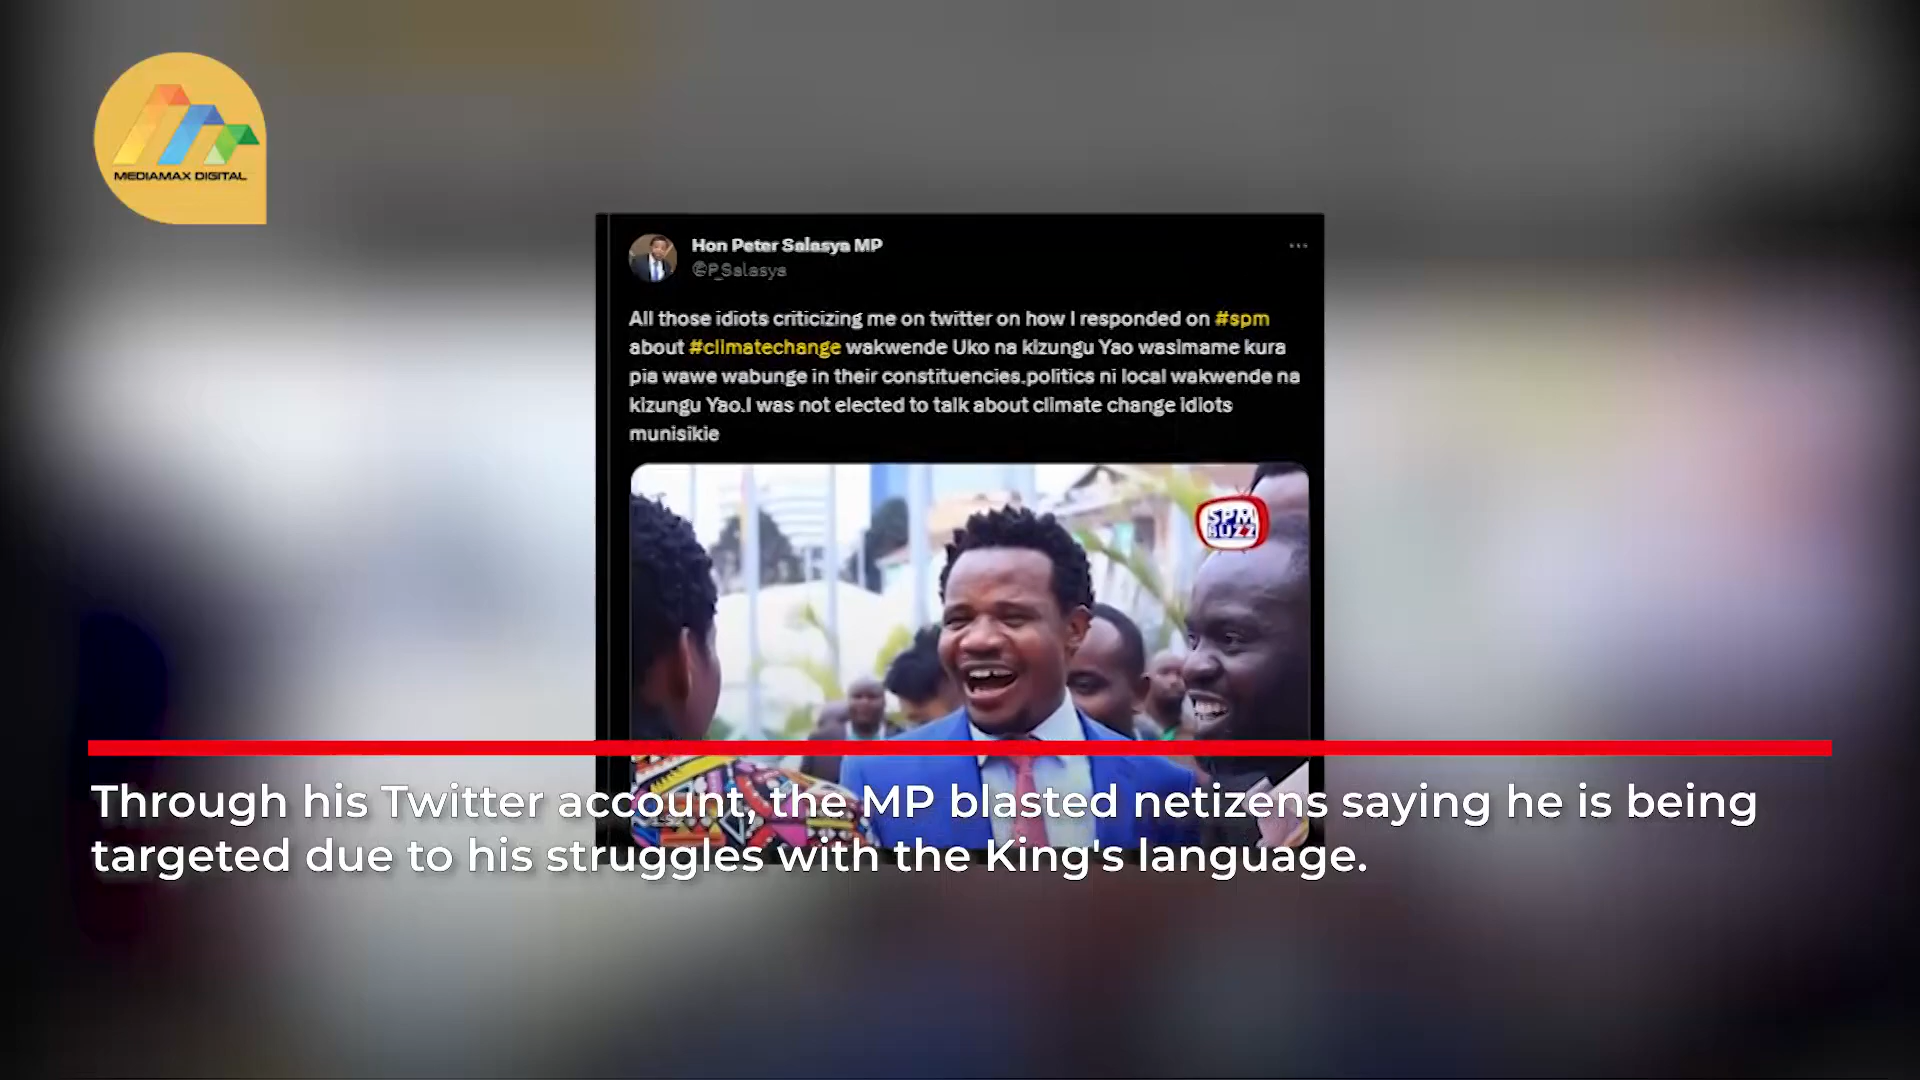 MEDIAMAX DIGITAL
Hon Peter Salasya MP
@P_Salasya
All those idiots criticizing me on twitter on how I responded on #spm
about #climatechange wakwende Uko na kizungu Yao wasimame kura
pia wawe wabunge in their constituencies.politics ni local wakwende na
kizungu Yao.I was not elected to talk about climate change idiots
munisikie
SPM
BUZZ
Through his Twitter account, the MP blasted netizens saying he is being
targeted due to his struggles with the King's language.